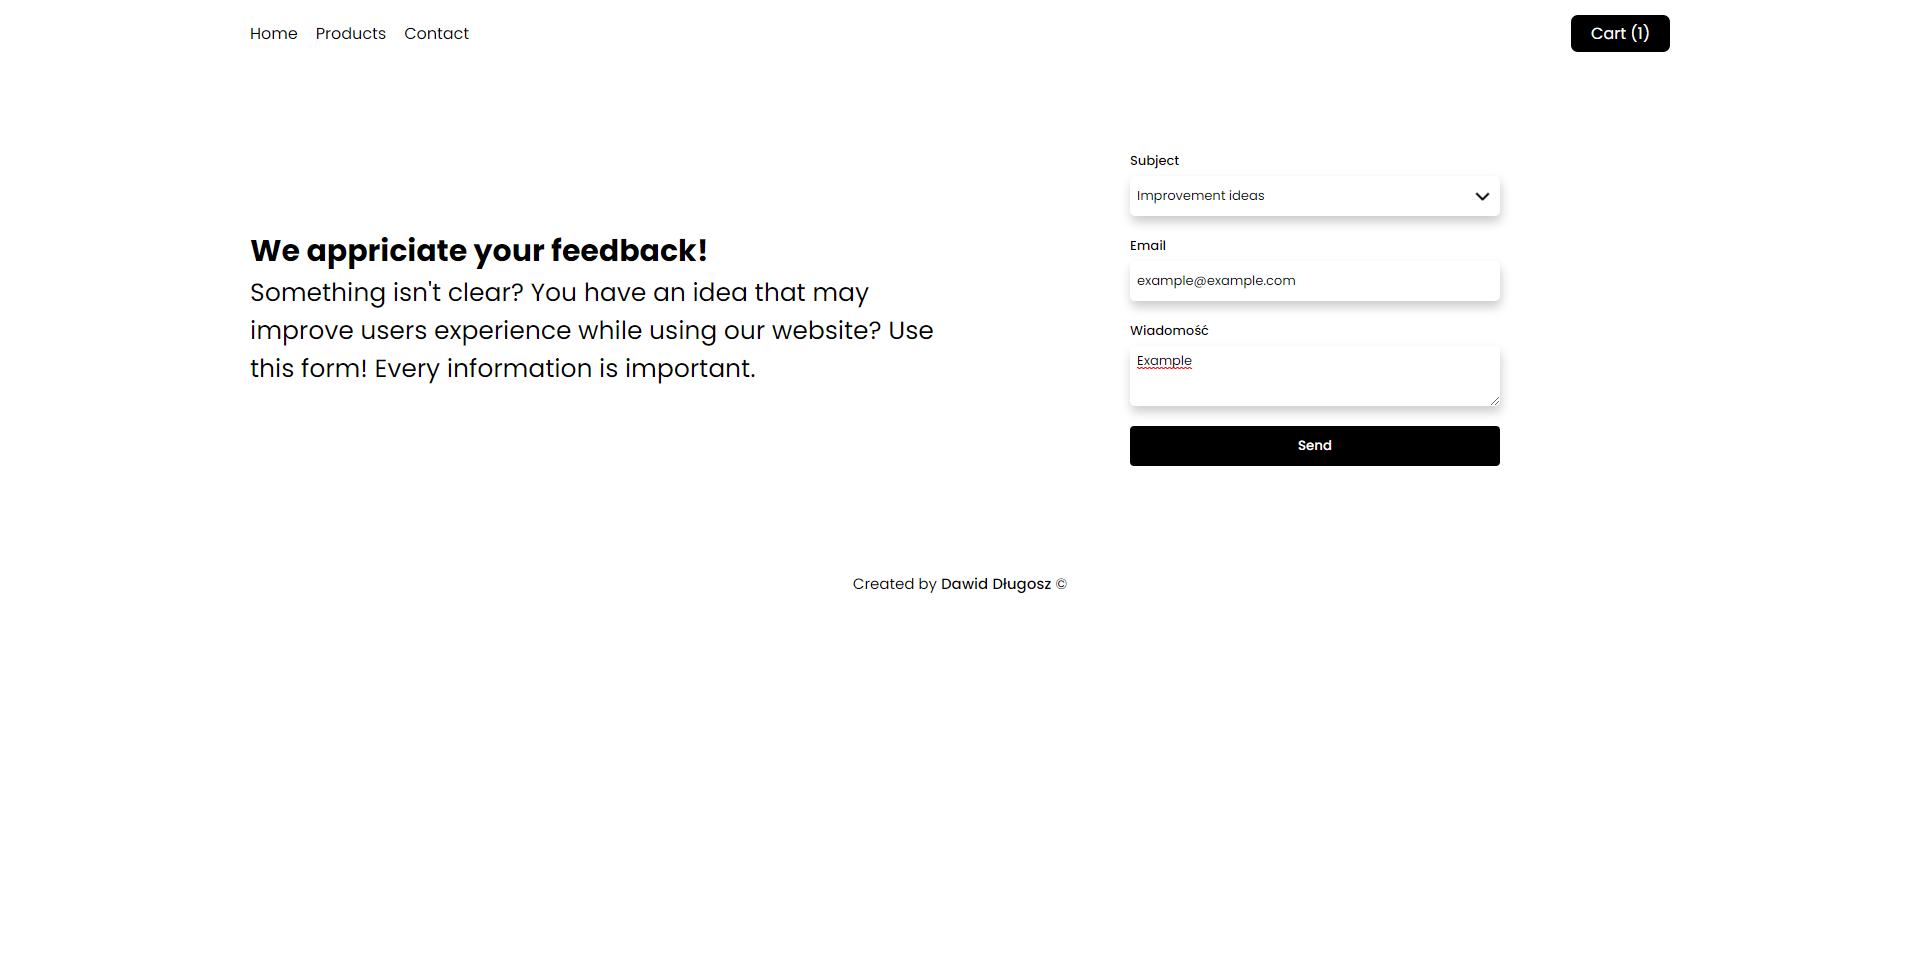 Home Products Contact
Cart (1)
We appriciate your feedback!
Something isn't clear? You have an idea that may
improve users experience while using our website? Use
this form! Every information is important.
Subject
Improvement ideas
Email
example@example.com
Wiadomość
Example
Send
Created by Dawid Długosz ©